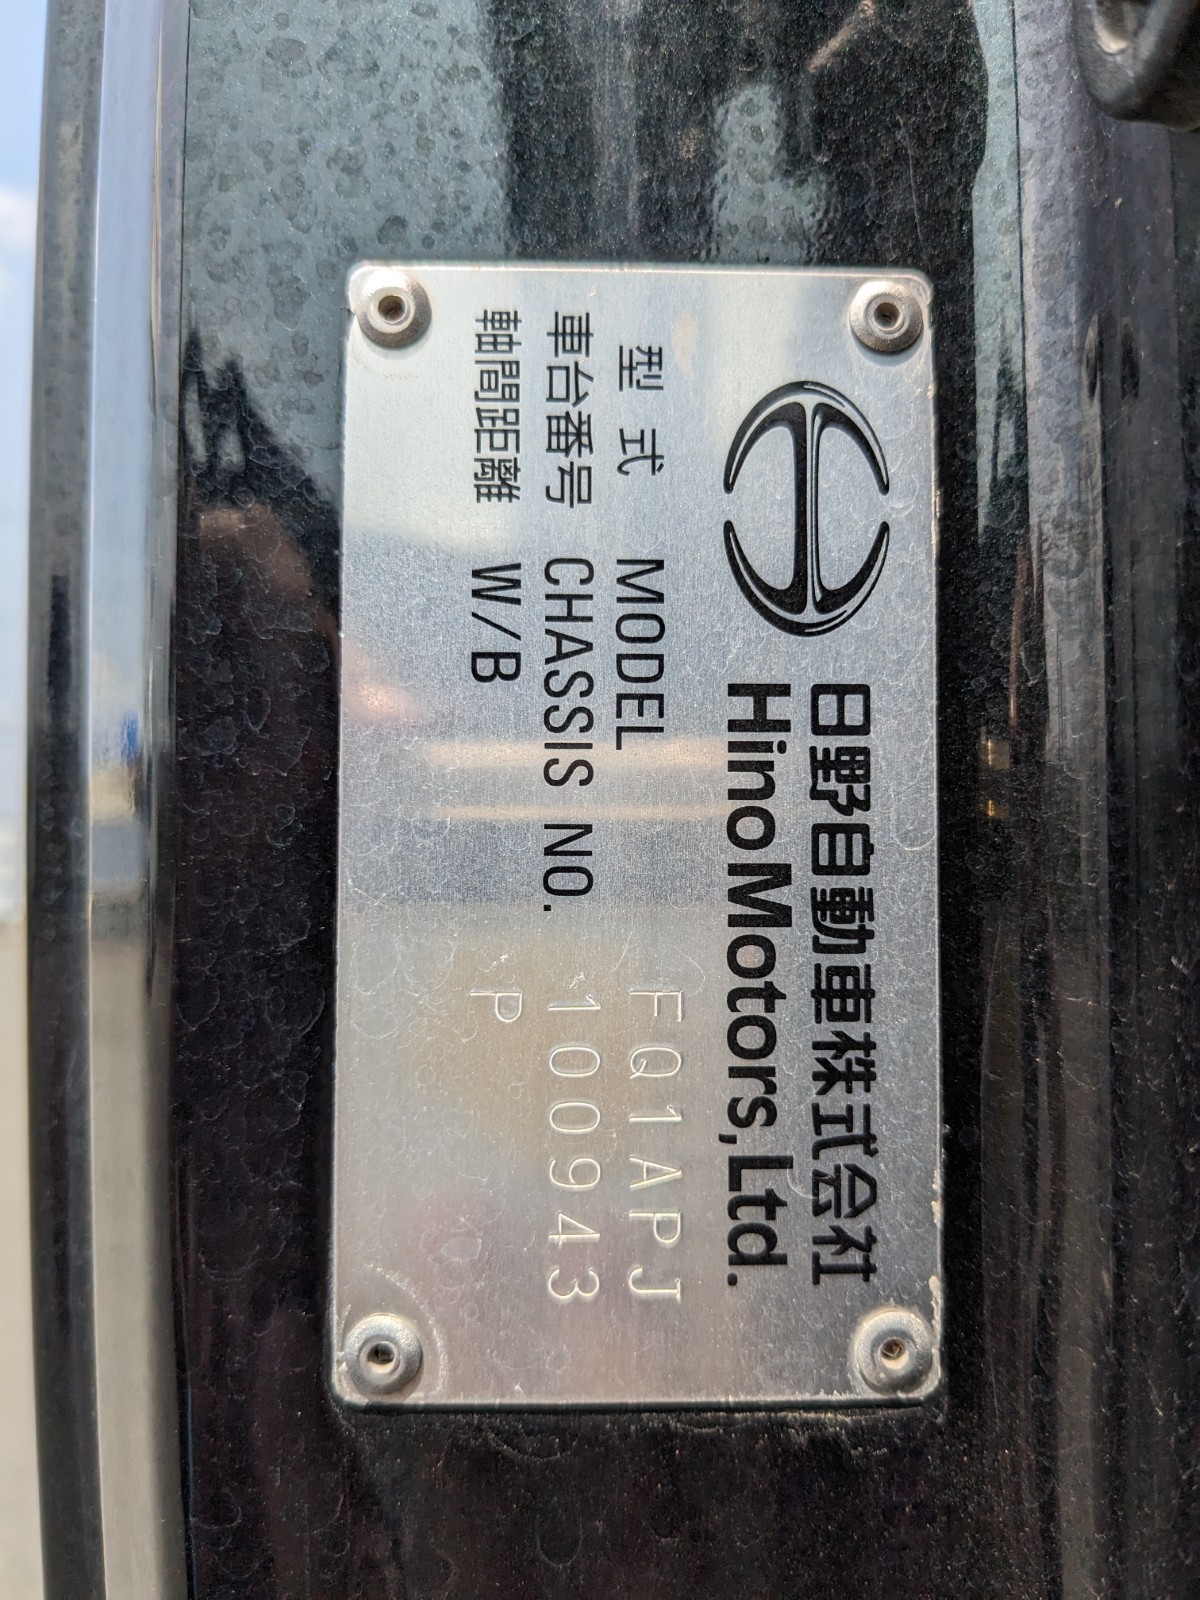 日野自動車株式会社
Hino Motors, Ltd.
型式 MODEL FQ1APJ
車台番号 CHASSIS NO. 100943
軸間距離 W/B P